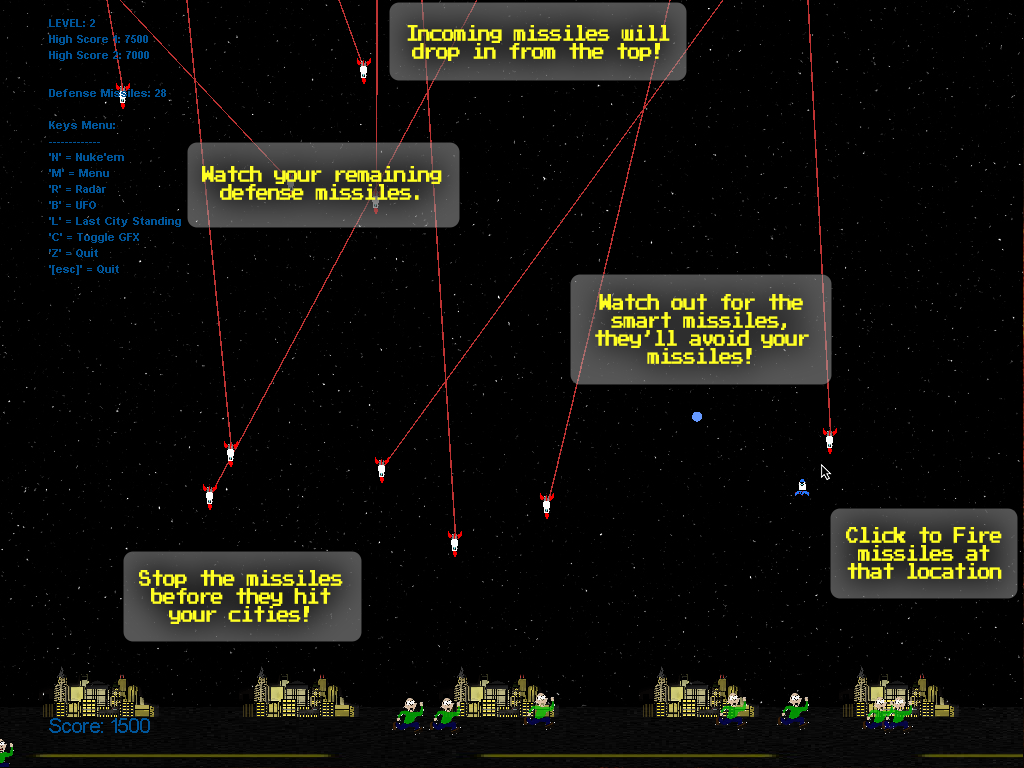 LEVEL: 2
High Score 1: 7500
High Score 2: 7000
Defense Missiles: 28
Keys Menu:
-------------
'N' = Nuke'em
'M' = Menu
'R' = Radar
'B' = UFO
'L' = Last City Standing
'C' = Toggle GFX
'Z' = Quit
'[esc]' = Quit
Incoming missiles will
drop in from the top!
Watch your remaining
defense missiles.
Watch out for the
smart missiles,
they'll avoid your
missiles!
Click to Fire
missiles at
that location
Stop the missiles
before they hit
your cities!
Score: 1500